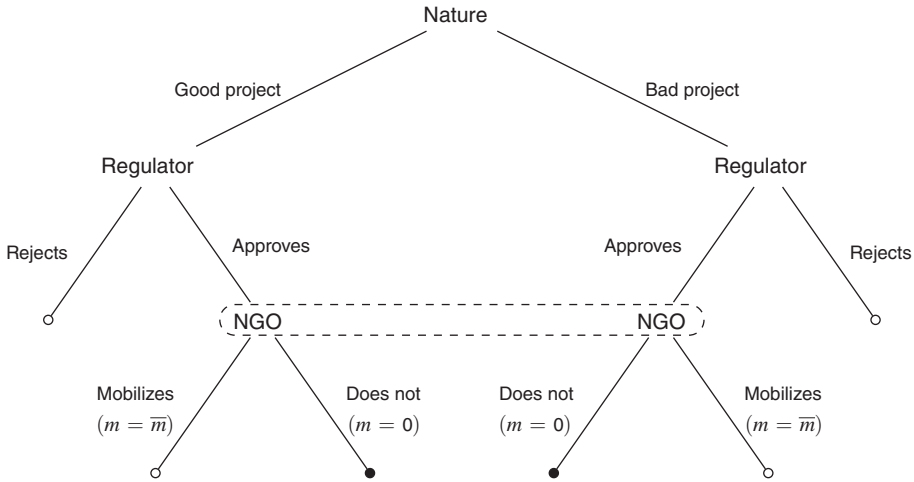 Nature
Good project
Bad project
Regulator
Regulator
Rejects
Approves
Approves
Rejects
NGO
NGO
Mobilizes
(m = m̅)
Does not
(m = 0)
Does not
(m = 0)
Mobilizes
(m = m̅)